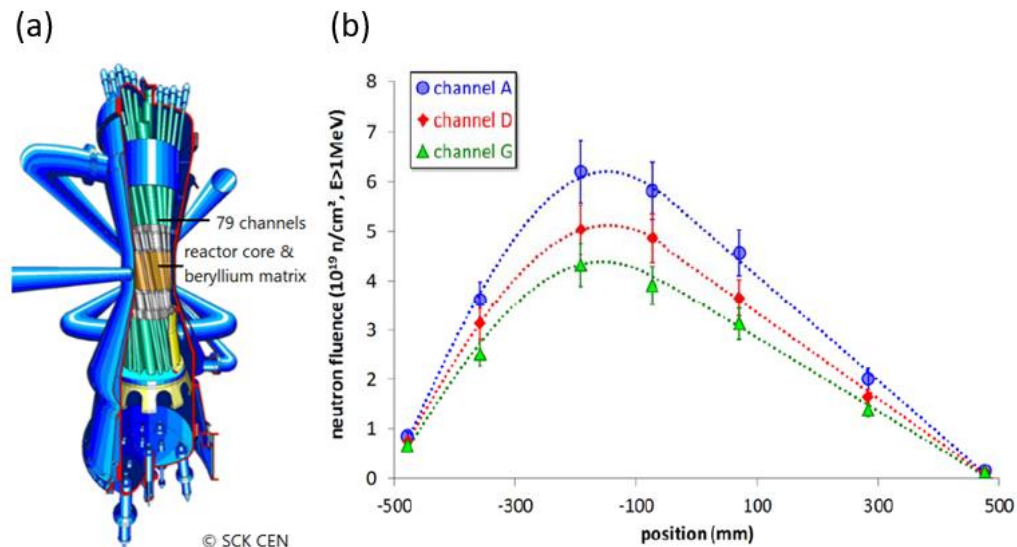 (a)
79 channels
reactor core &
beryllium matrix
© SCK CEN
(b)
channel A
channel D
channel G
neutron fluence (10¹⁹ n/cm², E>1MeV)
8
7
6
5
4
3
2
1
0
-500 -300 -100 100 300 500
position (mm)